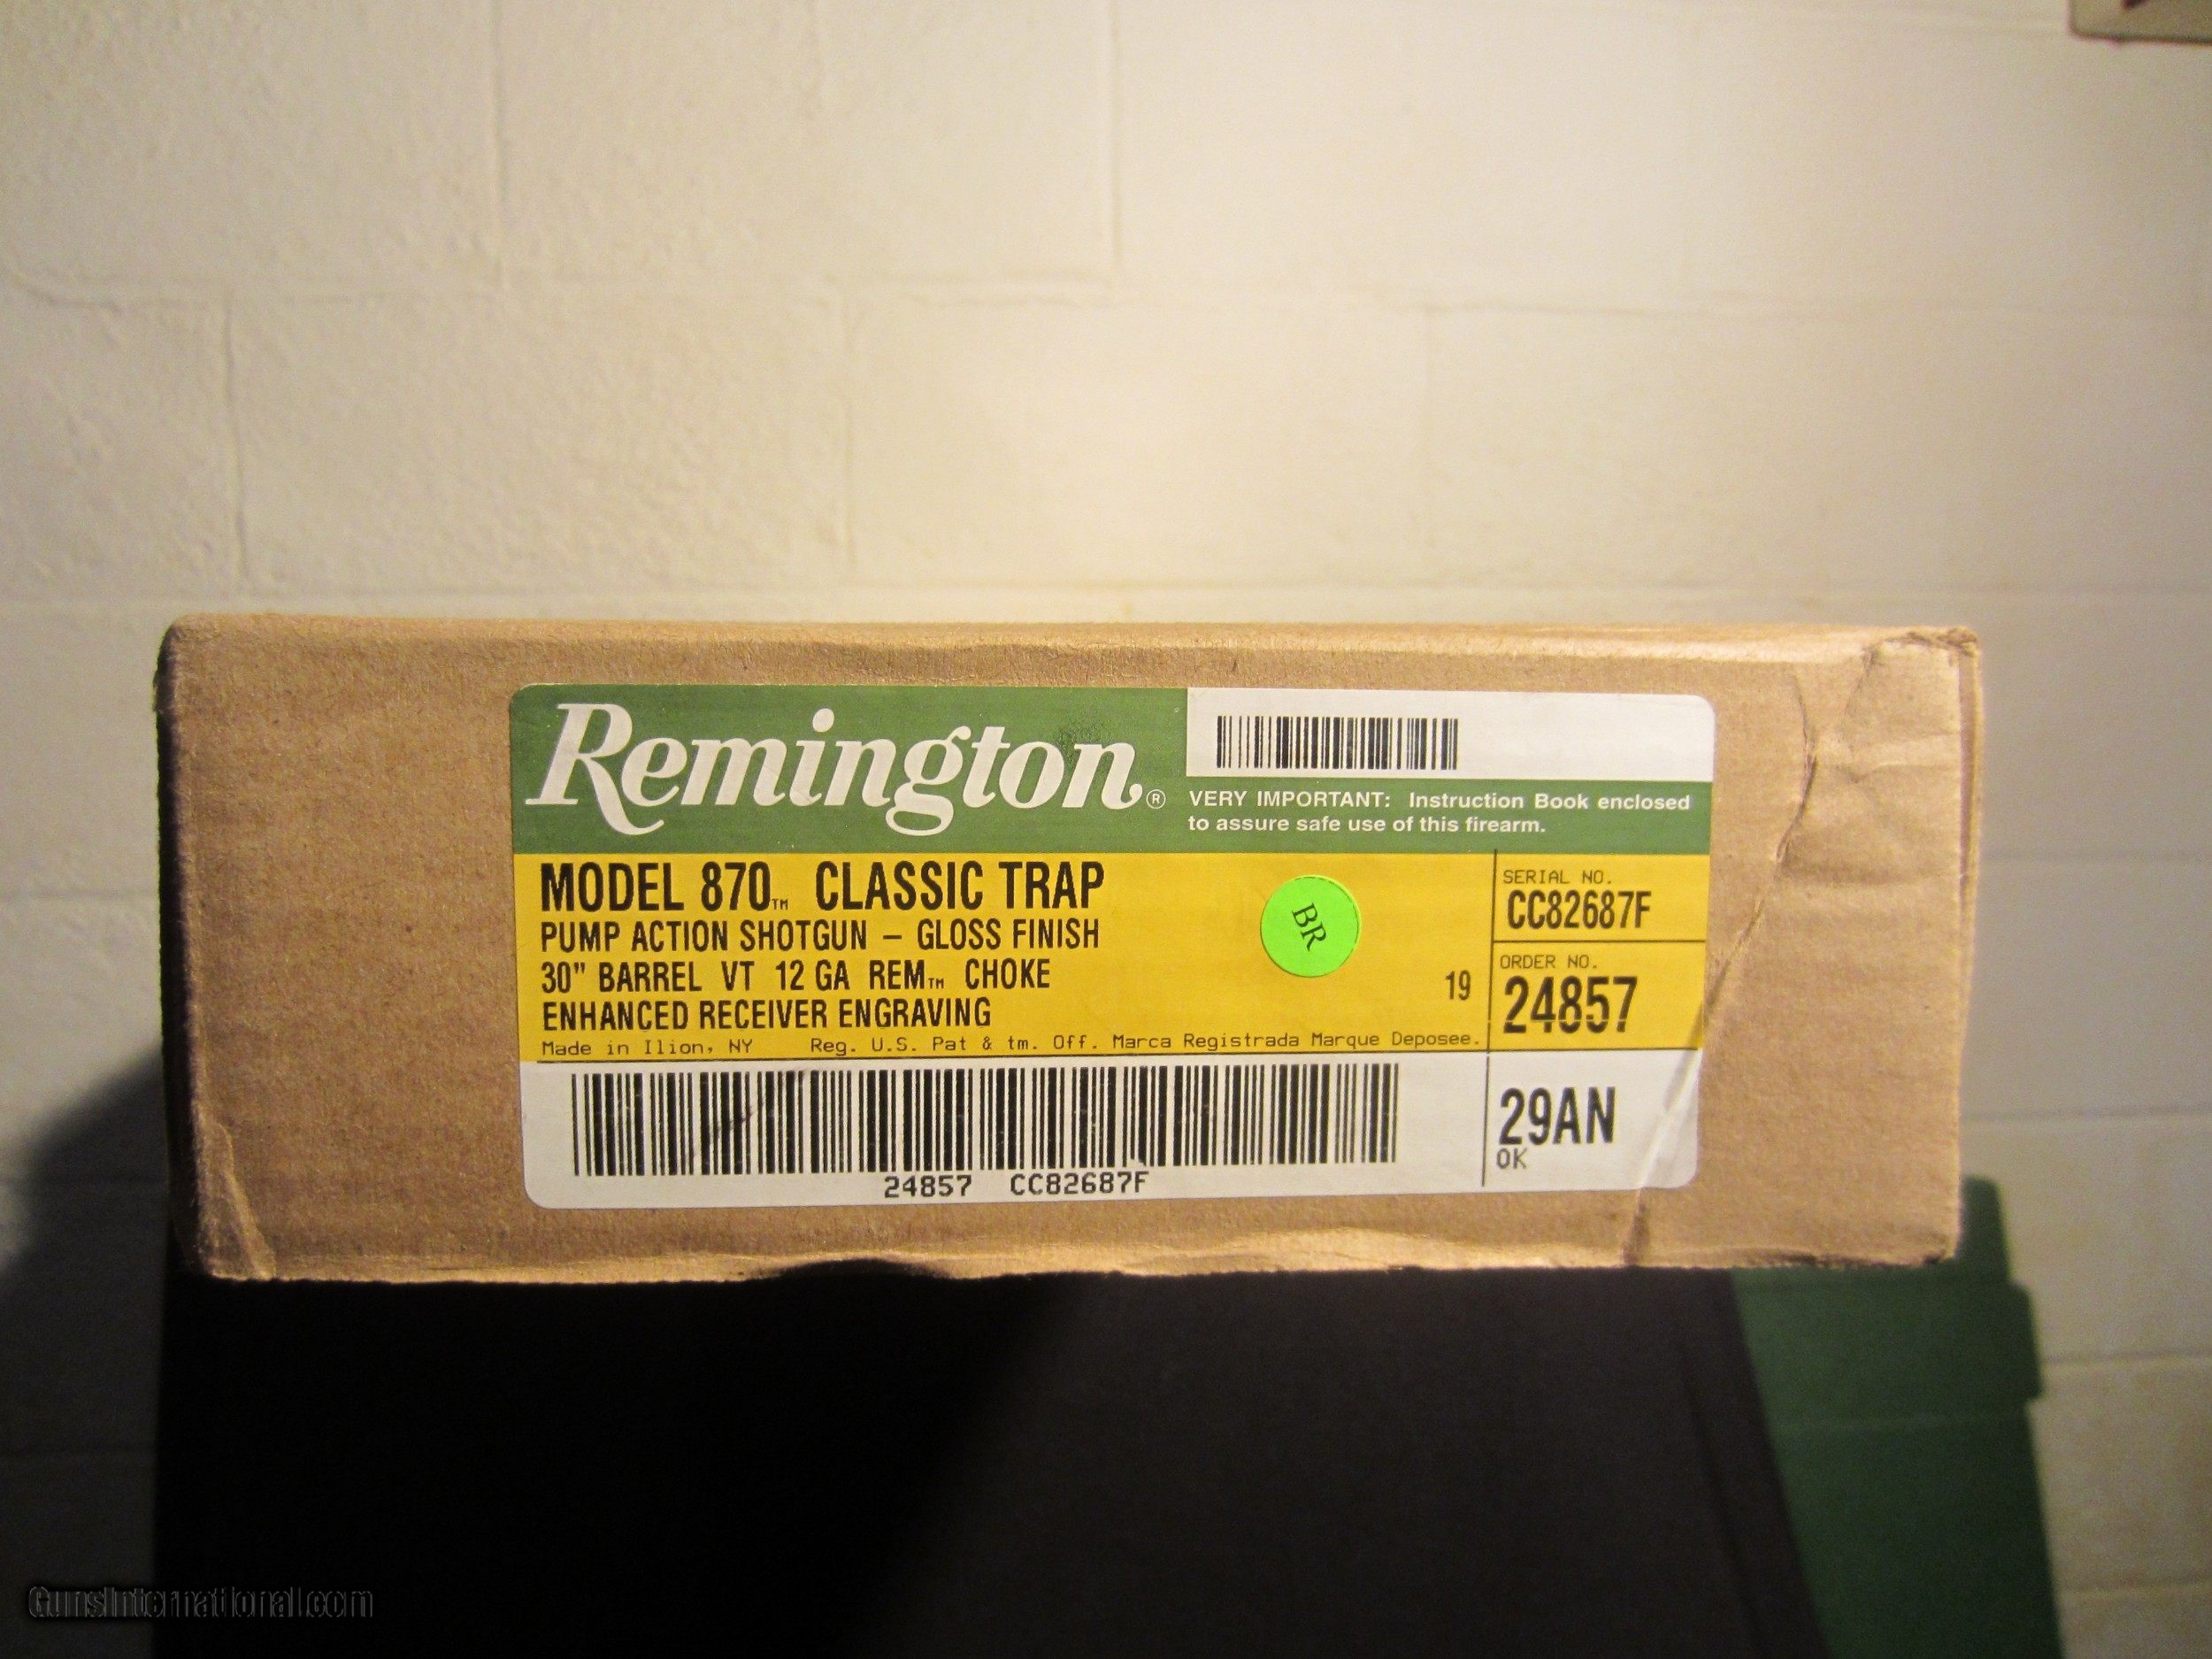 Remington®
VERY IMPORTANT: Instruction Book enclosed
to assure safe use of this firearm.
MODEL 870™ CLASSIC TRAP
PUMP ACTION SHOTGUN – GLOSS FINISH
30" BARREL VT 12 GA REM™ CHOKE
ENHANCED RECEIVER ENGRAVING
Made in Ilion, NY Reg. U.S. Pat & tm. Off. Marca Registrada Marque Deposee.
BR
19
SERIAL NO.
CC82687F
ORDER NO.
24857
29AN
OK
24857 CC82687F
GunsInternational.com